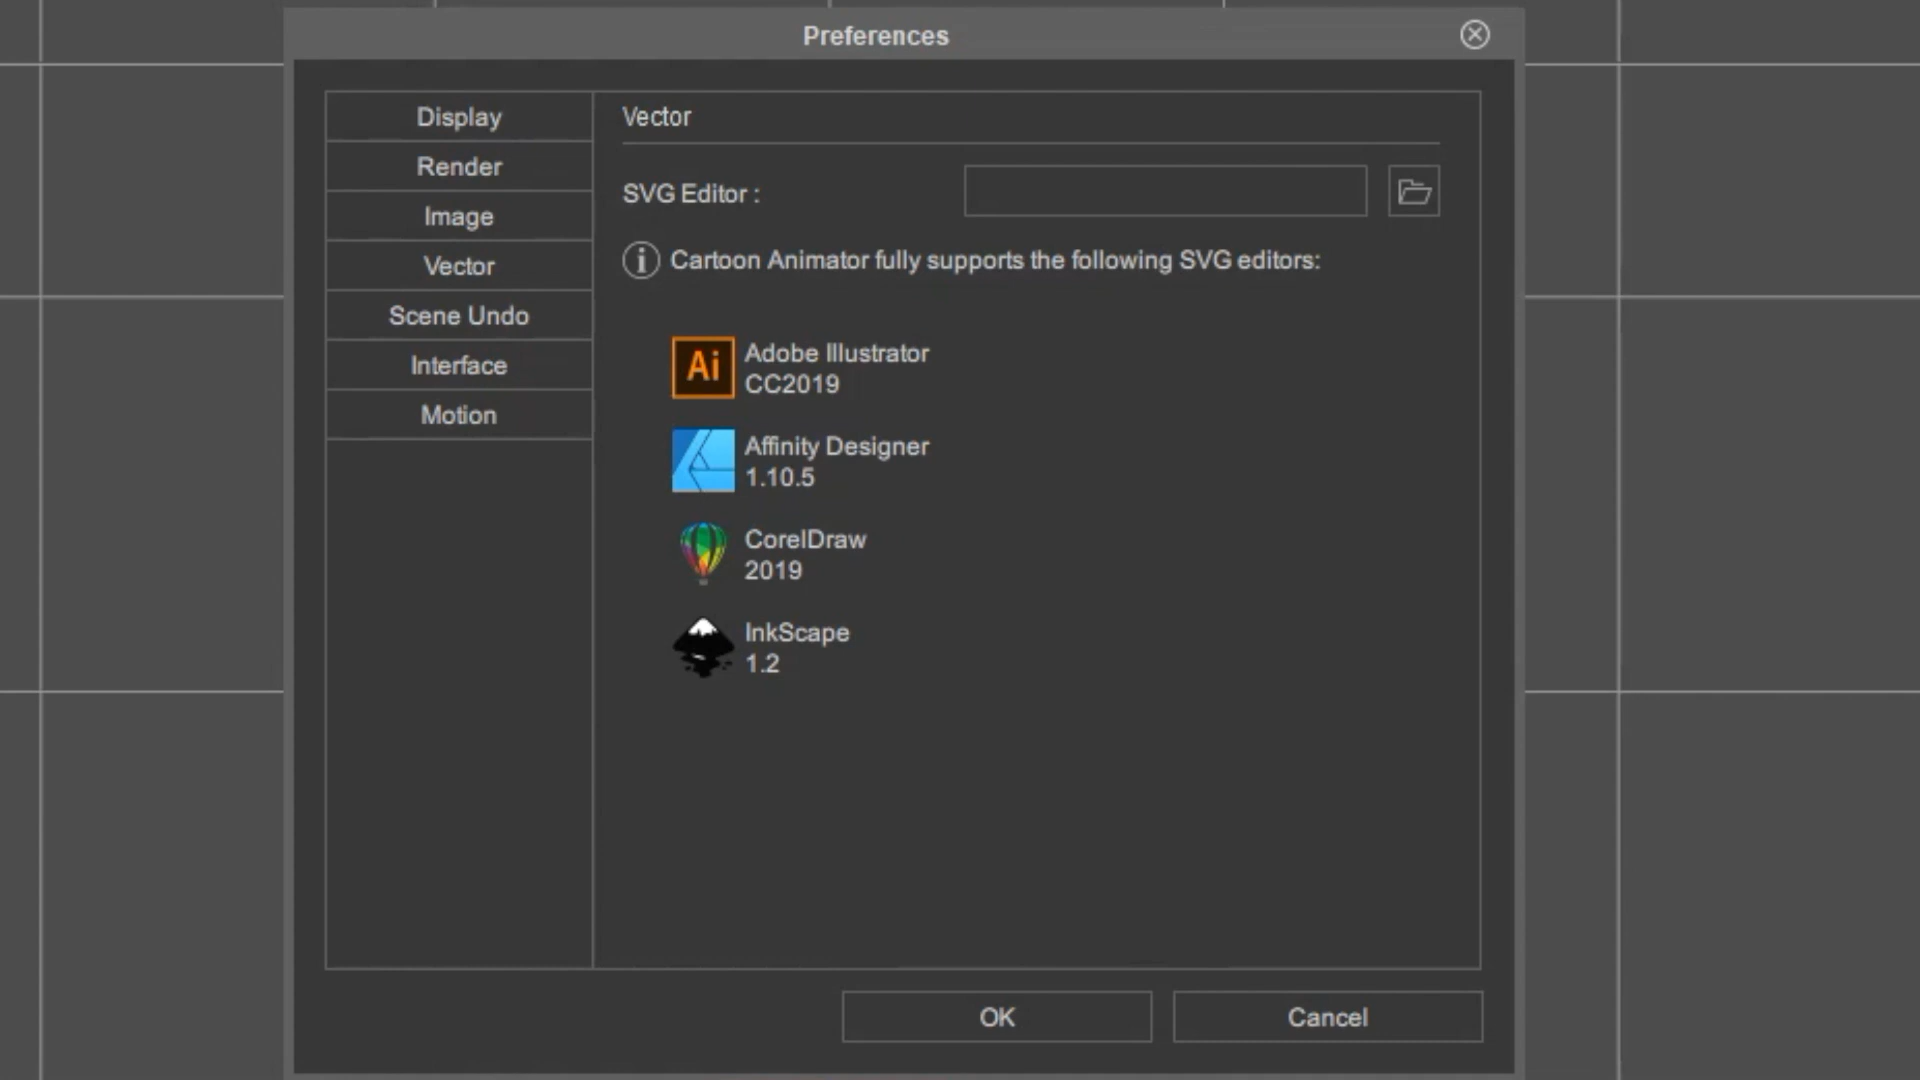 Preferences
Display
Render
Image
Vector
Scene Undo
Interface
Motion
Vector
SVG Editor :
Cartoon Animator fully supports the following SVG editors:
Ai
Adobe Illustrator
CC2019
Affinity Designer
1.10.5
CorelDraw
2019
InkScape
1.2
OK
Cancel